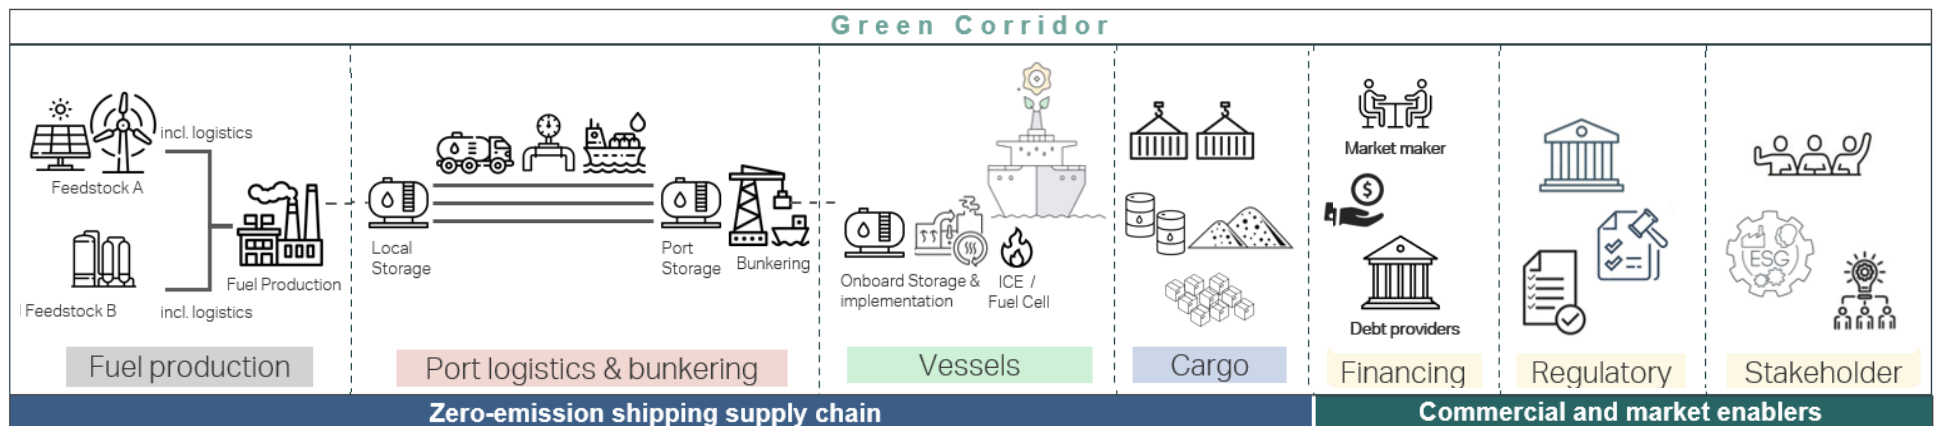 Green Corridor
incl. logistics
Feedstock A
Fuel Production
Feedstock B
incl. logistics
Fuel production
Local
Storage
Port
Storage
Bunkering
Port logistics & bunkering
Onboard Storage &
implementation
ICE /
Fuel Cell
Vessels
Cargo
Market maker
$
Debt providers
Financing
Regulatory
ESG
Stakeholder
Zero-emission shipping supply chain
Commercial and market enablers